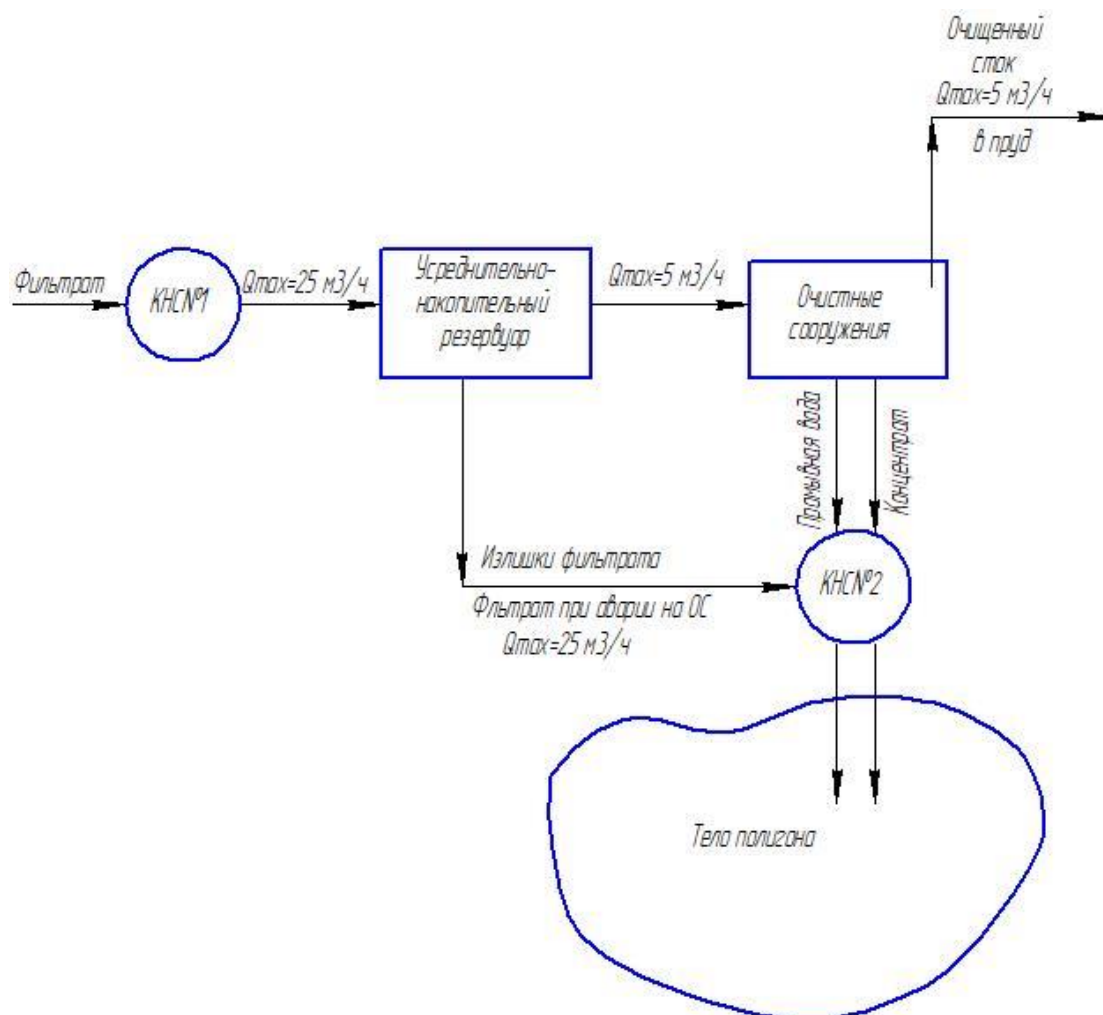 Очищенный
сток
Qmax=5 м3/ч
в пруд
Фильтрат
КНС№1
Qmax=25 м3/ч
Усреднительно-
накопительный
резервуар
Qmax=5 м3/ч
Очистные
сооружения
Промывная вода
Концентрат
Излишки фильтрата
Фльтрат при аварии на ОС
Qmax=25 м3/ч
КНС№2
Тело полигона